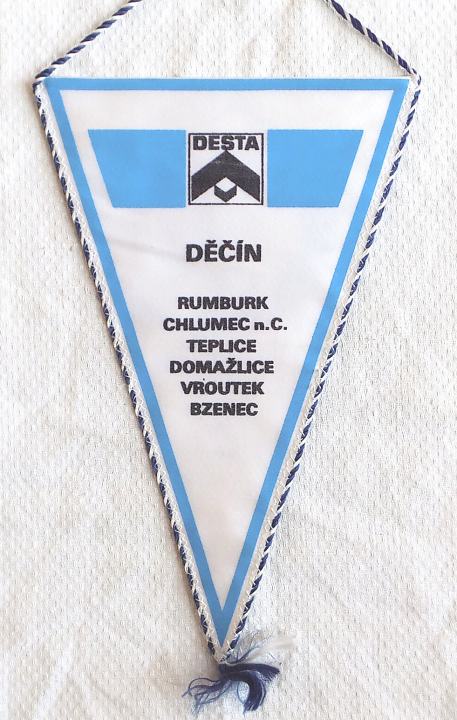 DESTA
DĚČÍN
RUMBURK
CHLUMEC n.C.
TEPLICE
DOMAŽLICE
VROUTEK
BZENEC